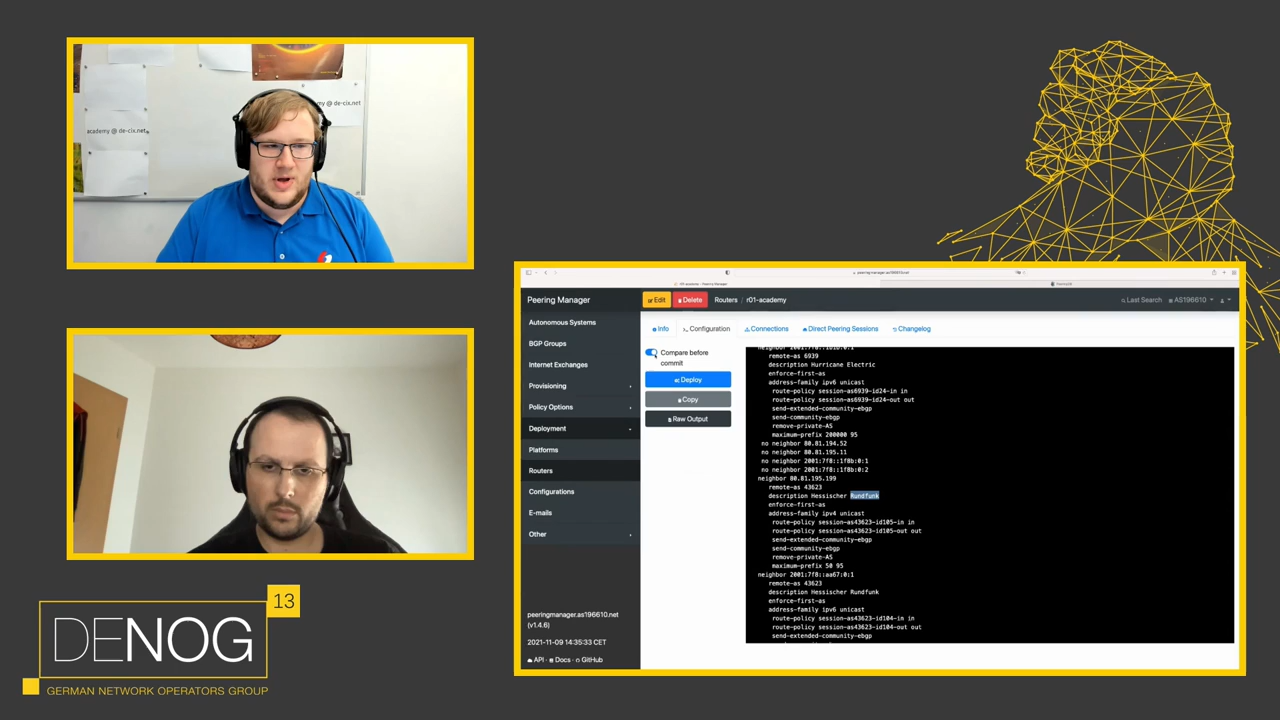 my @ de-cix.net
academy @ de-cix.net
13
DENOG
GERMAN NETWORK OPERATORS GROUP
peeringmanager.as196610.net
Peering Manager
Edit
Delete
Routers / r01-academy
Last Search
AS196610
Autonomous Systems
BGP Groups
Internet Exchanges
Provisioning
Policy Options
Deployment
Platforms
Routers
Configurations
E-mails
Other
peeringmanager.as196610.net
(v1.4.6)
2021-11-09 14:35:33 CET
API · Docs · GitHub
Info
Configuration
Connections
Direct Peering Sessions
Changelog
Compare before
commit
Deploy
Copy
Raw Output
remote-as 6939
description Hurricane Electric
enforce-first-as
address-family ipv6 unicast
route-policy session-as6939-id24-in in
route-policy session-as6939-id24-out out
send-extended-community-ebgp
send-community-ebgp
remove-private-AS
maximum-prefix 200000 95
no neighbor 80.81.194.52
no neighbor 80.81.195.11
no neighbor 2001:7f8::1f8b:0:1
no neighbor 2001:7f8::1f8b:0:2
neighbor 80.81.195.199
remote-as 43623
description Hessischer Rundfunk
enforce-first-as
address-family ipv4 unicast
route-policy session-as43623-id105-in in
route-policy session-as43623-id105-out out
send-extended-community-ebgp
send-community-ebgp
remove-private-AS
maximum-prefix 50 95
neighbor 2001:7f8::aa67:0:1
remote-as 43623
description Hessischer Rundfunk
enforce-first-as
address-family ipv6 unicast
route-policy session-as43623-id104-in in
route-policy session-as43623-id104-out out
send-extended-community-ebgp